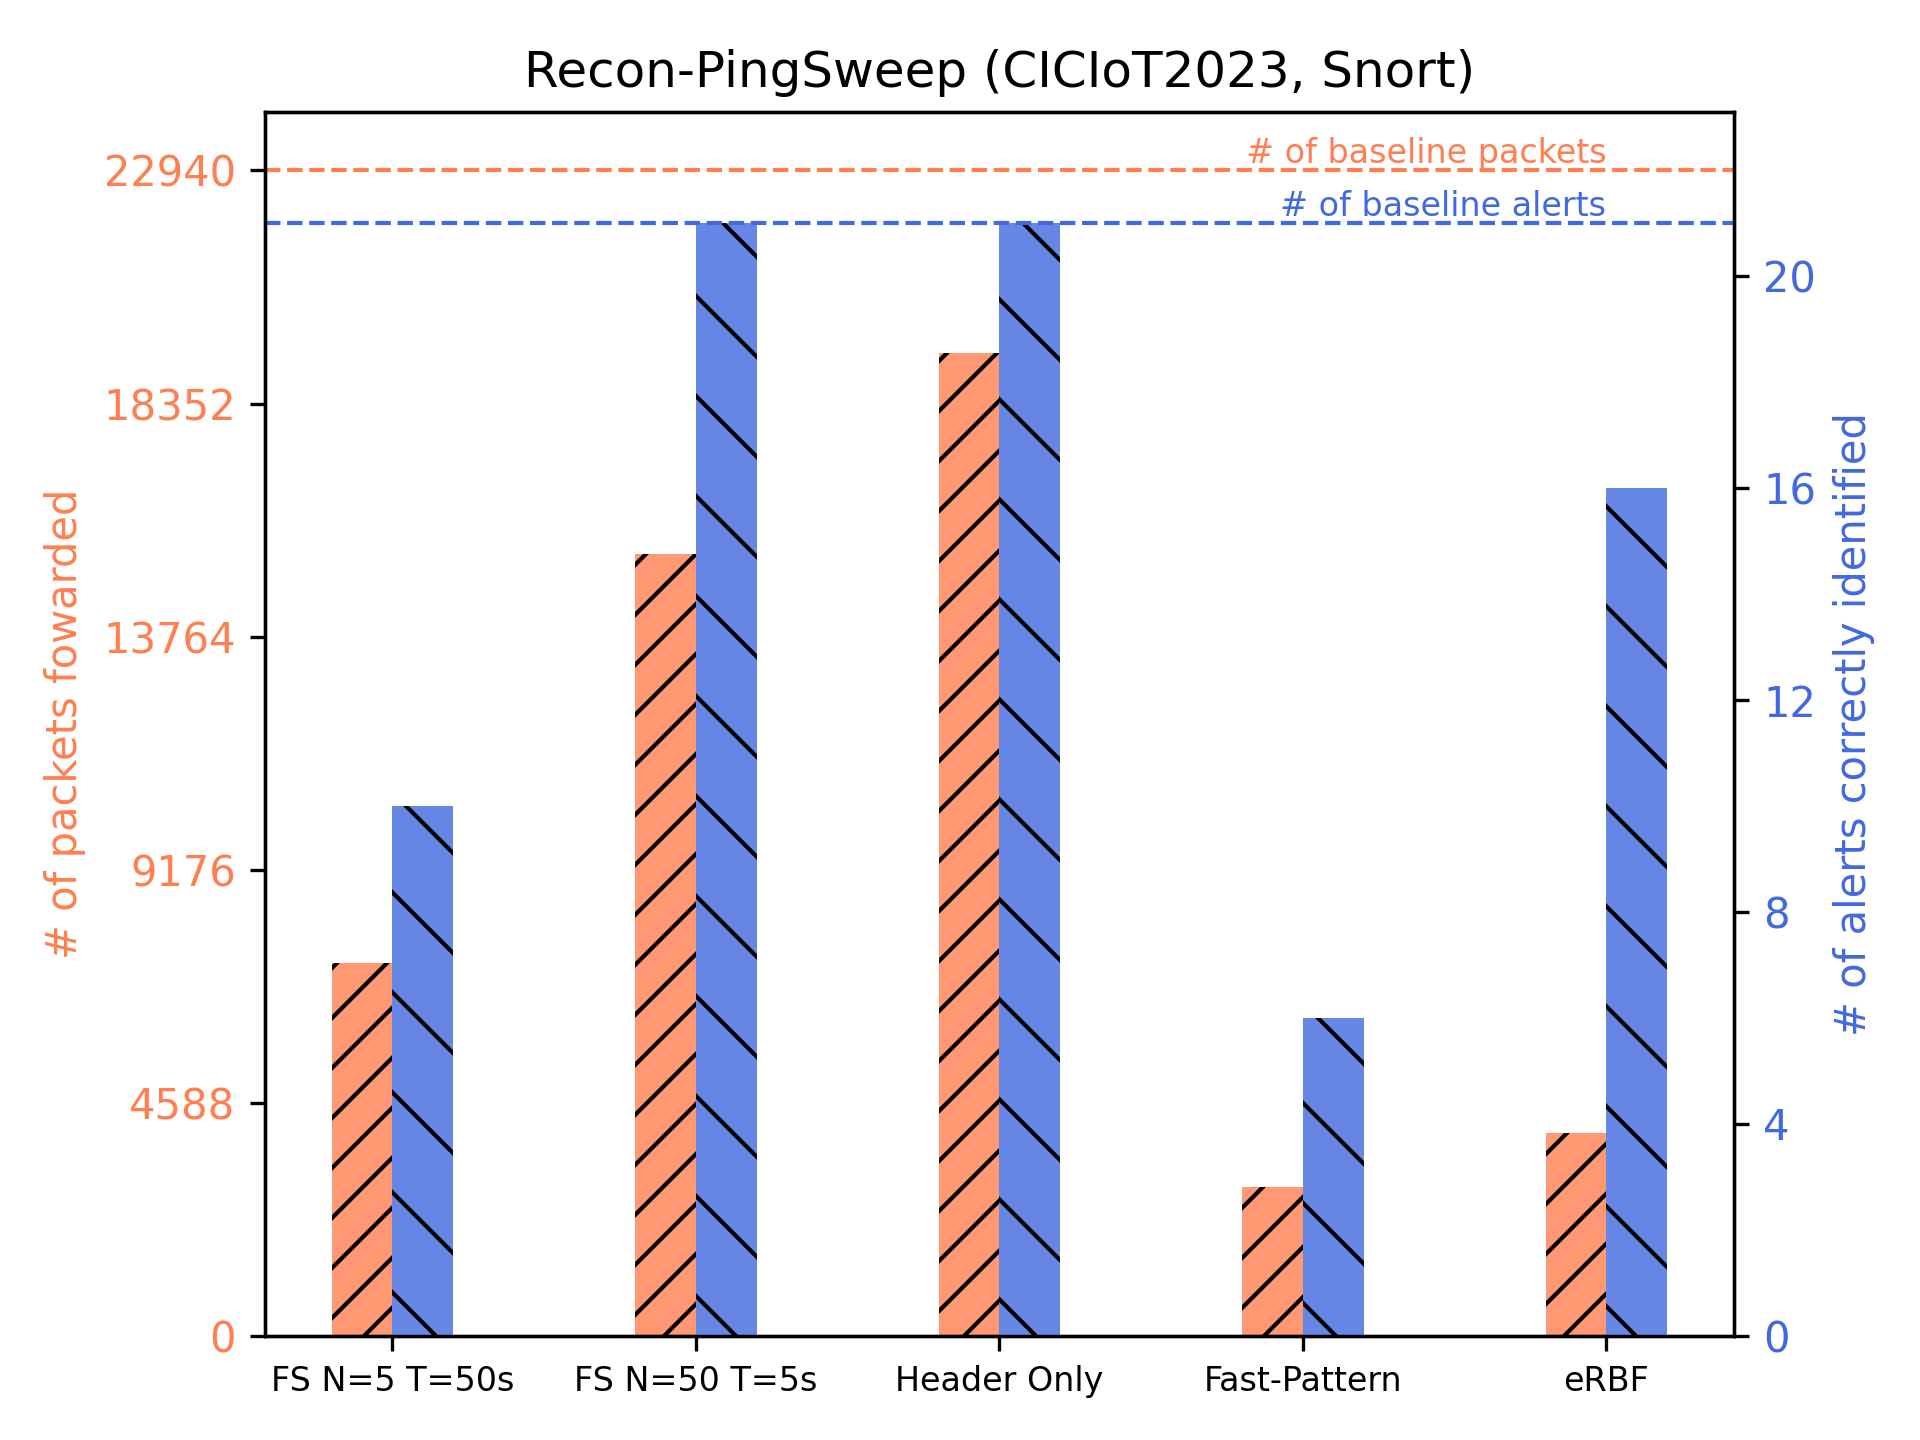 Recon-PingSweep (CICIoT2023, Snort)
# of packets fowarded
22940
18352
13764
9176
4588
0
# of baseline packets
# of baseline alerts
20
16
12
8
4
0
# of alerts correctly identified
FS N=5 T=50s
FS N=50 T=5s
Header Only
Fast-Pattern
eRBF